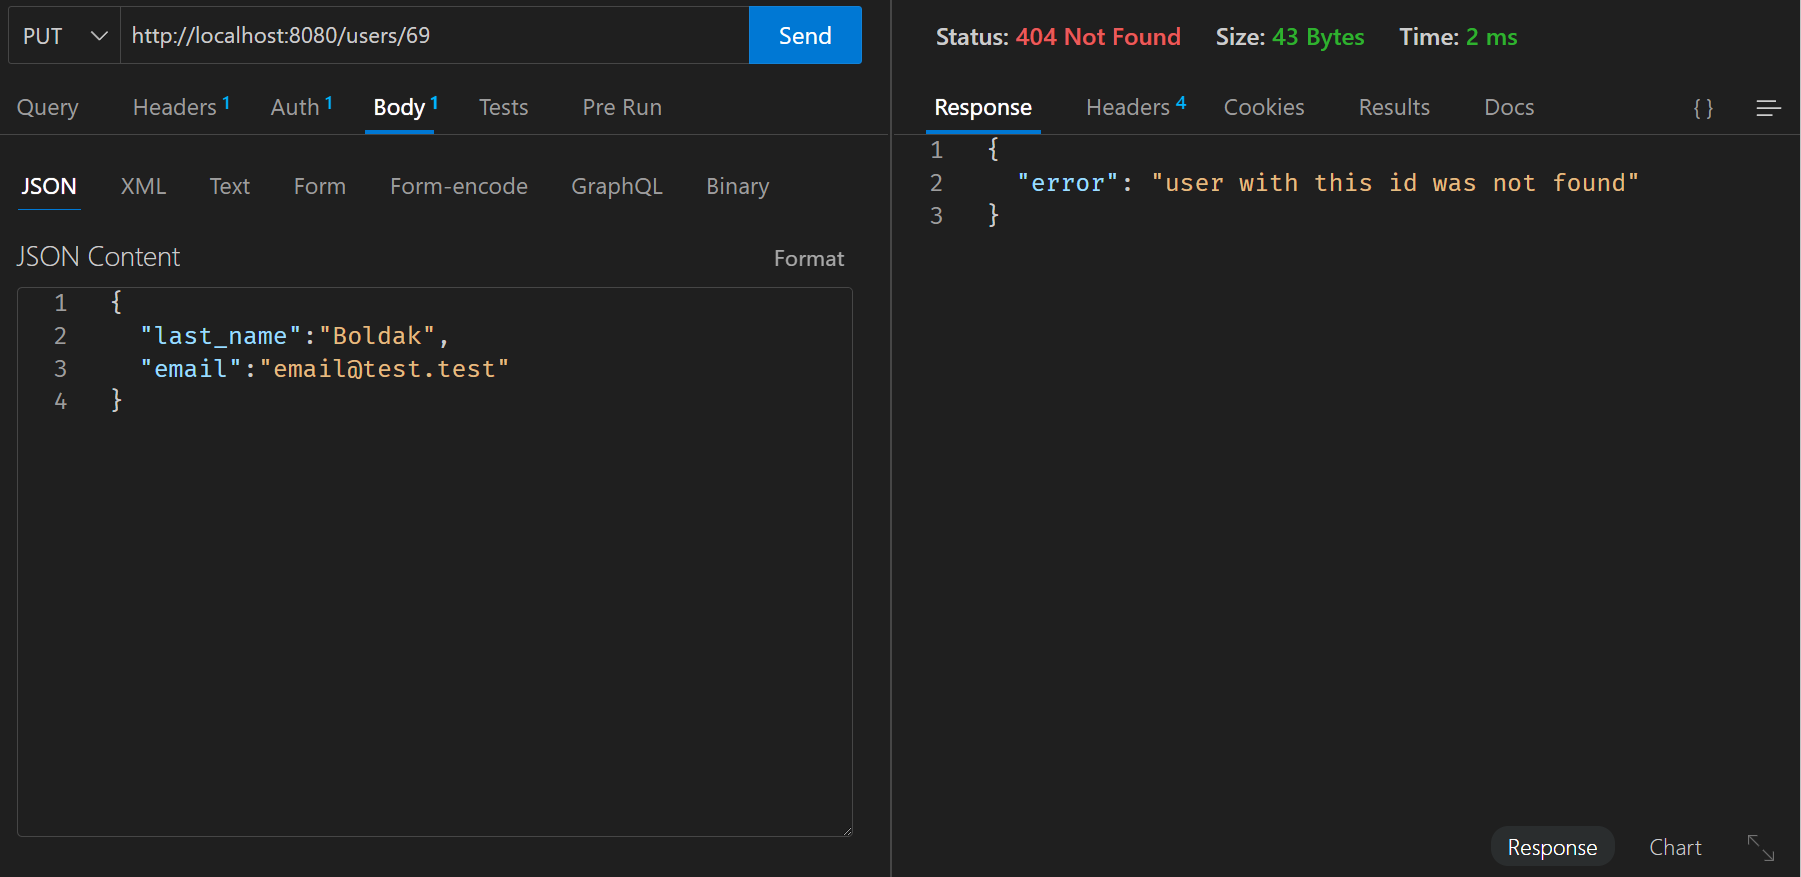 PUT http://localhost:8080/users/69 Send
Query Headers 1 Auth 1 Body 1 Tests Pre Run
JSON XML Text Form Form-encode GraphQL Binary
JSON Content Format
1 {
2 "last_name":"Boldak",
3 "email":"email@test.test"
4 }
Status: 404 Not Found Size: 43 Bytes Time: 2 ms
Response Headers 4 Cookies Results Docs { }
1 {
2 "error": "user with this id was not found"
3 }
Response Chart